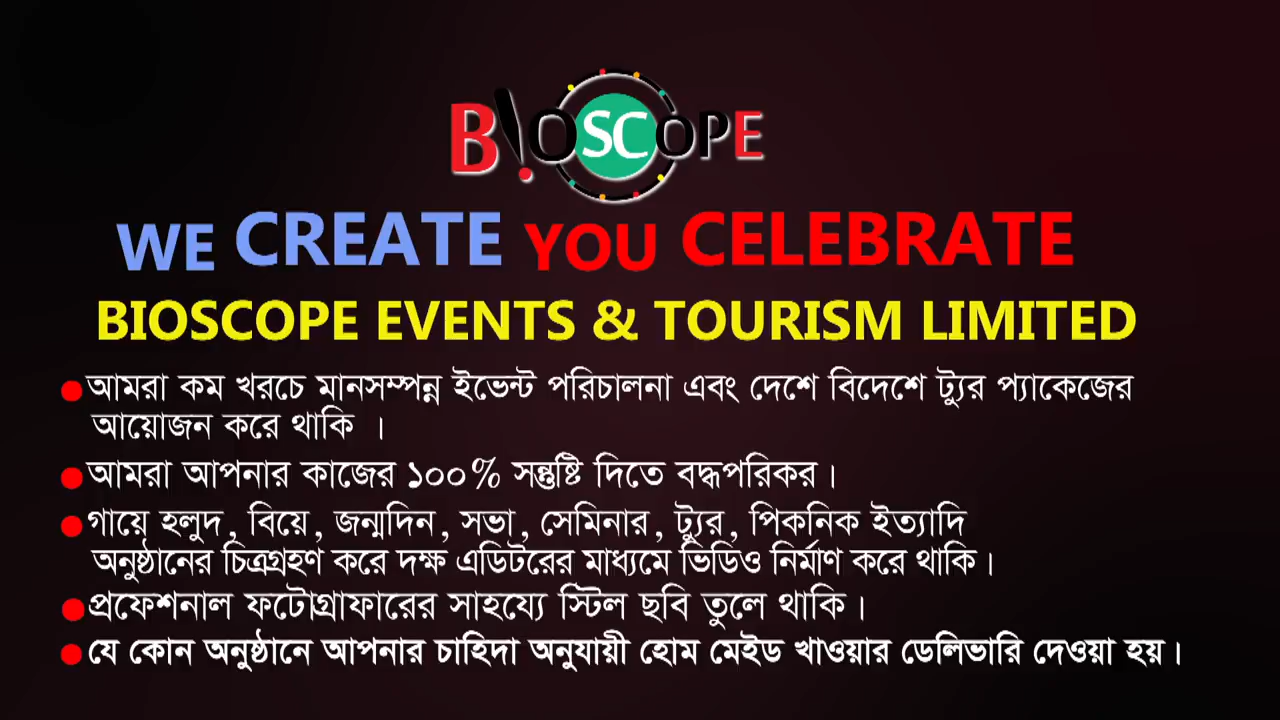 BIOSCOPE
WE CREATE YOU CELEBRATE
BIOSCOPE EVENTS & TOURISM LIMITED
আমরা কম খরচে মানসম্পন্ন ইভেন্ট পরিচালনা এবং দেশে বিদেশে ট্যুর প্যাকেজের
আয়োজন করে থাকি ।
আমরা আপনার কাজের ১০০% সন্তুষ্টি দিতে বদ্ধপরিকর।
গায়ে হলুদ, বিয়ে, জন্মদিন, সভা, সেমিনার, ট্যুর, পিকনিক ইত্যাদি
অনুষ্ঠানের চিত্রগ্রহণ করে দক্ষ এডিটরের মাধ্যমে ভিডিও নির্মাণ করে থাকি।
প্রফেশনাল ফটোগ্রাফারের সাহয্যে স্টিল ছবি তুলে থাকি।
যে কোন অনুষ্ঠানে আপনার চাহিদা অনুযায়ী হোম মেইড খাওয়ার ডেলিভারি দেওয়া হয়।